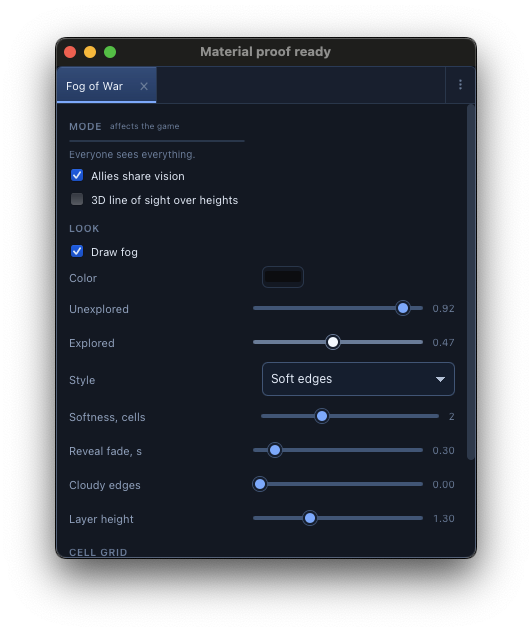 Material proof ready
Fog of War
MODE affects the game
Everyone sees everything.
Allies share vision
3D line of sight over heights
LOOK
Draw fog
Color
Unexplored 0.92
Explored 0.47
Style Soft edges
Softness, cells 2
Reveal fade, s 0.30
Cloudy edges 0.00
Layer height 1.30
CELL GRID